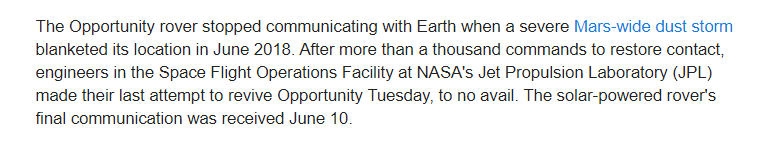 The Opportunity rover stopped communicating with Earth when a severe Mars-wide dust storm
blanketed its location in June 2018. After more than a thousand commands to restore contact,
engineers in the Space Flight Operations Facility at NASA's Jet Propulsion Laboratory (JPL)
made their last attempt to revive Opportunity Tuesday, to no avail. The solar-powered rover's
final communication was received June 10.